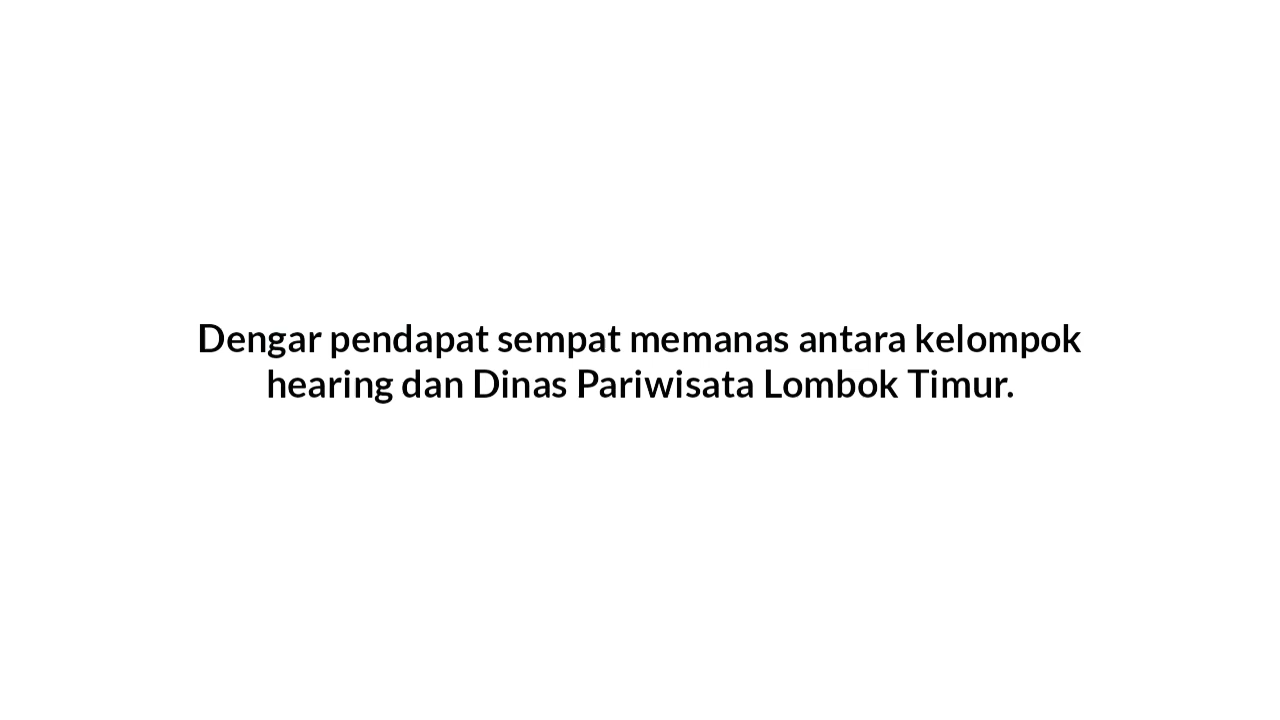 Dengar pendapat sempat memanas antara kelompok
hearing dan Dinas Pariwisata Lombok Timur.